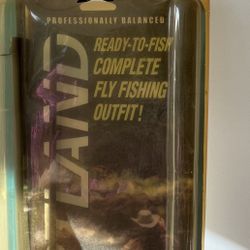 PROFESSIONALLY BALANCED
LAND
READY-TO-FISH
COMPLETE
FLY FISHING
OUTFIT!